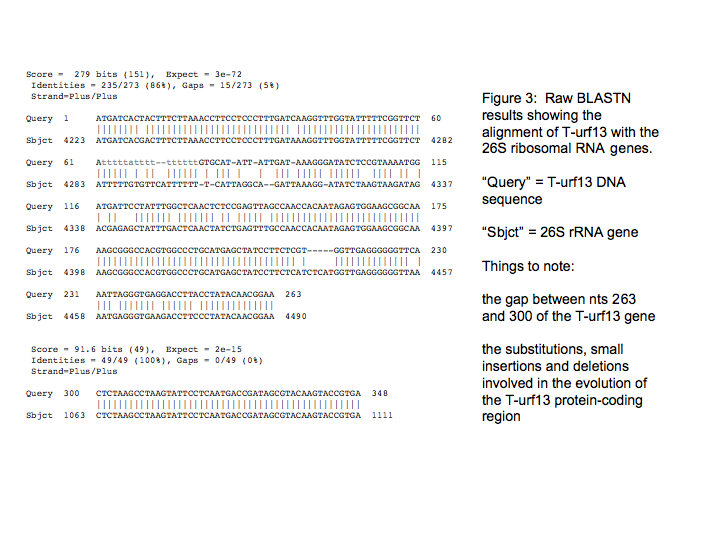 Score =  279 bits (151),  Expect = 3e-72
Identities = 235/273 (86%), Gaps = 15/273 (5%)
Strand=Plus/Plus
Query  1     ATGATCACTACTTTCTTAAACCTTCCTCCCTTTGATCAAGGTTTGGTATTTTTCGGTTCT  60
Sbjct  4223  ATGATCACGACTTTCTTAAACCTTCCTCCCTTTGATAAAGGTTTGGTATTTTTCGGTTCT  4282
Query  61    AtttttattttT--ttttttGTGCAT-ATT-ATTGAT-AAAGGGATATCTCCGTAAAATGG  115
Sbjct  4283  ATTTTTGTGTTCATTTTTT-T-CATTAGGCA--GATTAAAGG-ATATCTAAGTAAGATAG  4337
Query  116   ATGATTCCTATTTGGCTCAACTCTCCGAGTTAGCCAACCACAATAGAGTGGAAGCGGCAA  175
Sbjct  4338  ACGAGAGCTATTTGACTCAACTATCTGAGTTTGCCAACCACAATAGAGTGGAAGCGGCAA  4397
Query  176   AAGCGGGCCACGTGGCCCTGCATGAGCTATCCTTCTCGT-----GGTTGAGGGGGGTTCA  230
Sbjct  4398  AAGCGGGCCACGTGGCCCTGCATGAGCTATCCTTCTCATCTCATGGTTGAGGGGGGTTAA  4457
Query  231   AATTAGGGTGAGGACCTTACCTATACAACGGAA  263
Sbjct  4458  AATGAGGGTGAAGACCTTCCCTATACAACGGAA  4490
Score = 91.6 bits (49),  Expect = 2e-15
Identities = 49/49 (100%), Gaps = 0/49 (0%)
Strand=Plus/Plus
Query  300   CTCTAAGCCTAAGTATTCCTCAATGACCGATAGCGTACAAGTACCGTGA  348
Sbjct  1063  CTCTAAGCCTAAGTATTCCTCAATGACCGATAGCGTACAAGTACCGTGA  1111
Figure 3:  Raw BLASTN
results showing the
alignment of T-urf13 with the
26S ribosomal RNA genes.
“Query” = T-urf13 DNA
sequence
“Sbjct” = 26S rRNA gene
Things to note:
the gap between nts 263
and 300 of the T-urf13 gene
the substitutions, small
insertions and deletions
involved in the evolution of
the T-urf13 protein-coding
region